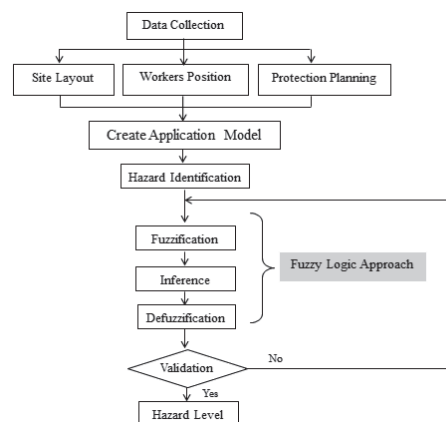 Data Collection
Site Layout
Workers Position
Protection Planning
Create Application Model
Hazard Identification
Fuzzification
Fuzzy Logic Approach
Inference
Defuzzification
No
Validation
Yes
Hazard Level